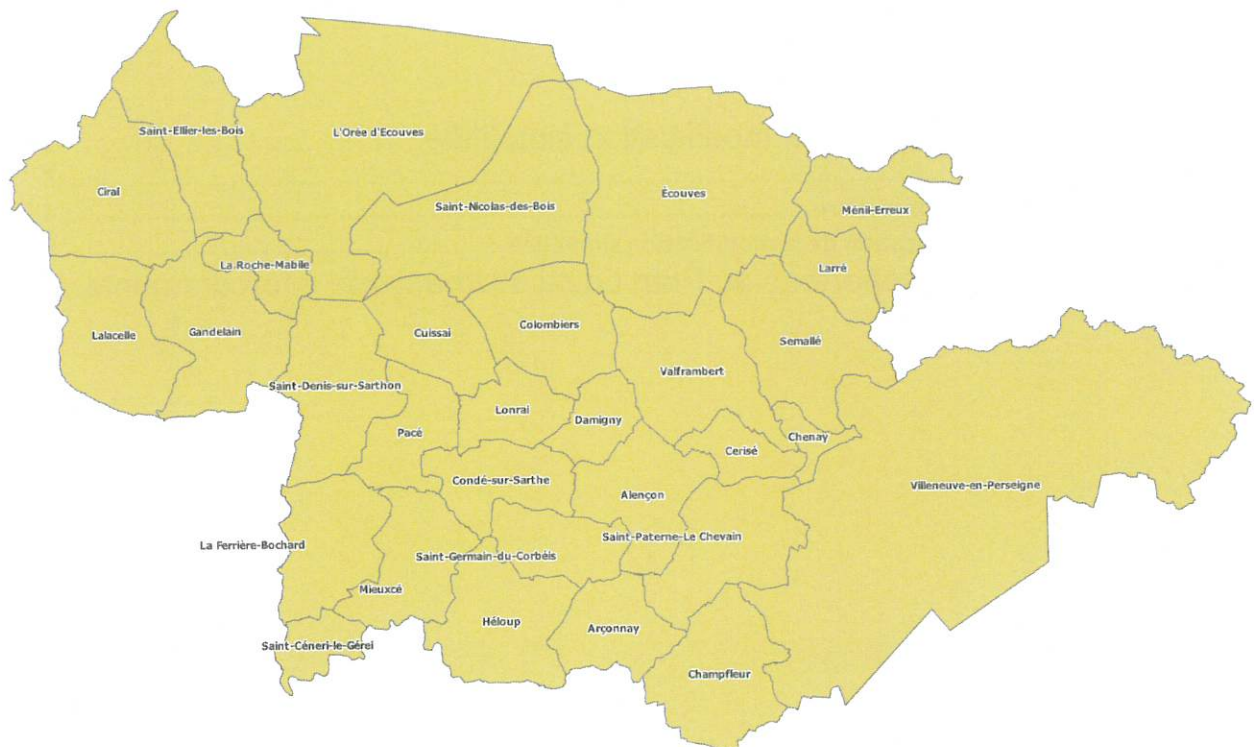 Saint-Ellier-les-Bois
L'Orée d'Ecouves
Ciral
Saint-Nicolas-des-Bois
Écouves
Ménil-Erreux
La Roche-Mabile
Larré
Lalacelle
Gandelain
Cuissai
Colombiers
Semallé
Valframbert
Saint-Denis-sur-Sarthon
Lonrai
Damigny
Pacé
Chenay
Cerisé
Condé-sur-Sarthe
Alençon
Villeneuve-en-Perseigne
La Ferrière-Bochard
Saint-Paterne-Le Chevain
Saint-Germain-du-Corbéis
Mieuxcé
Héloup
Arçonnay
Saint-Céneri-le-Gérei
Champfleur